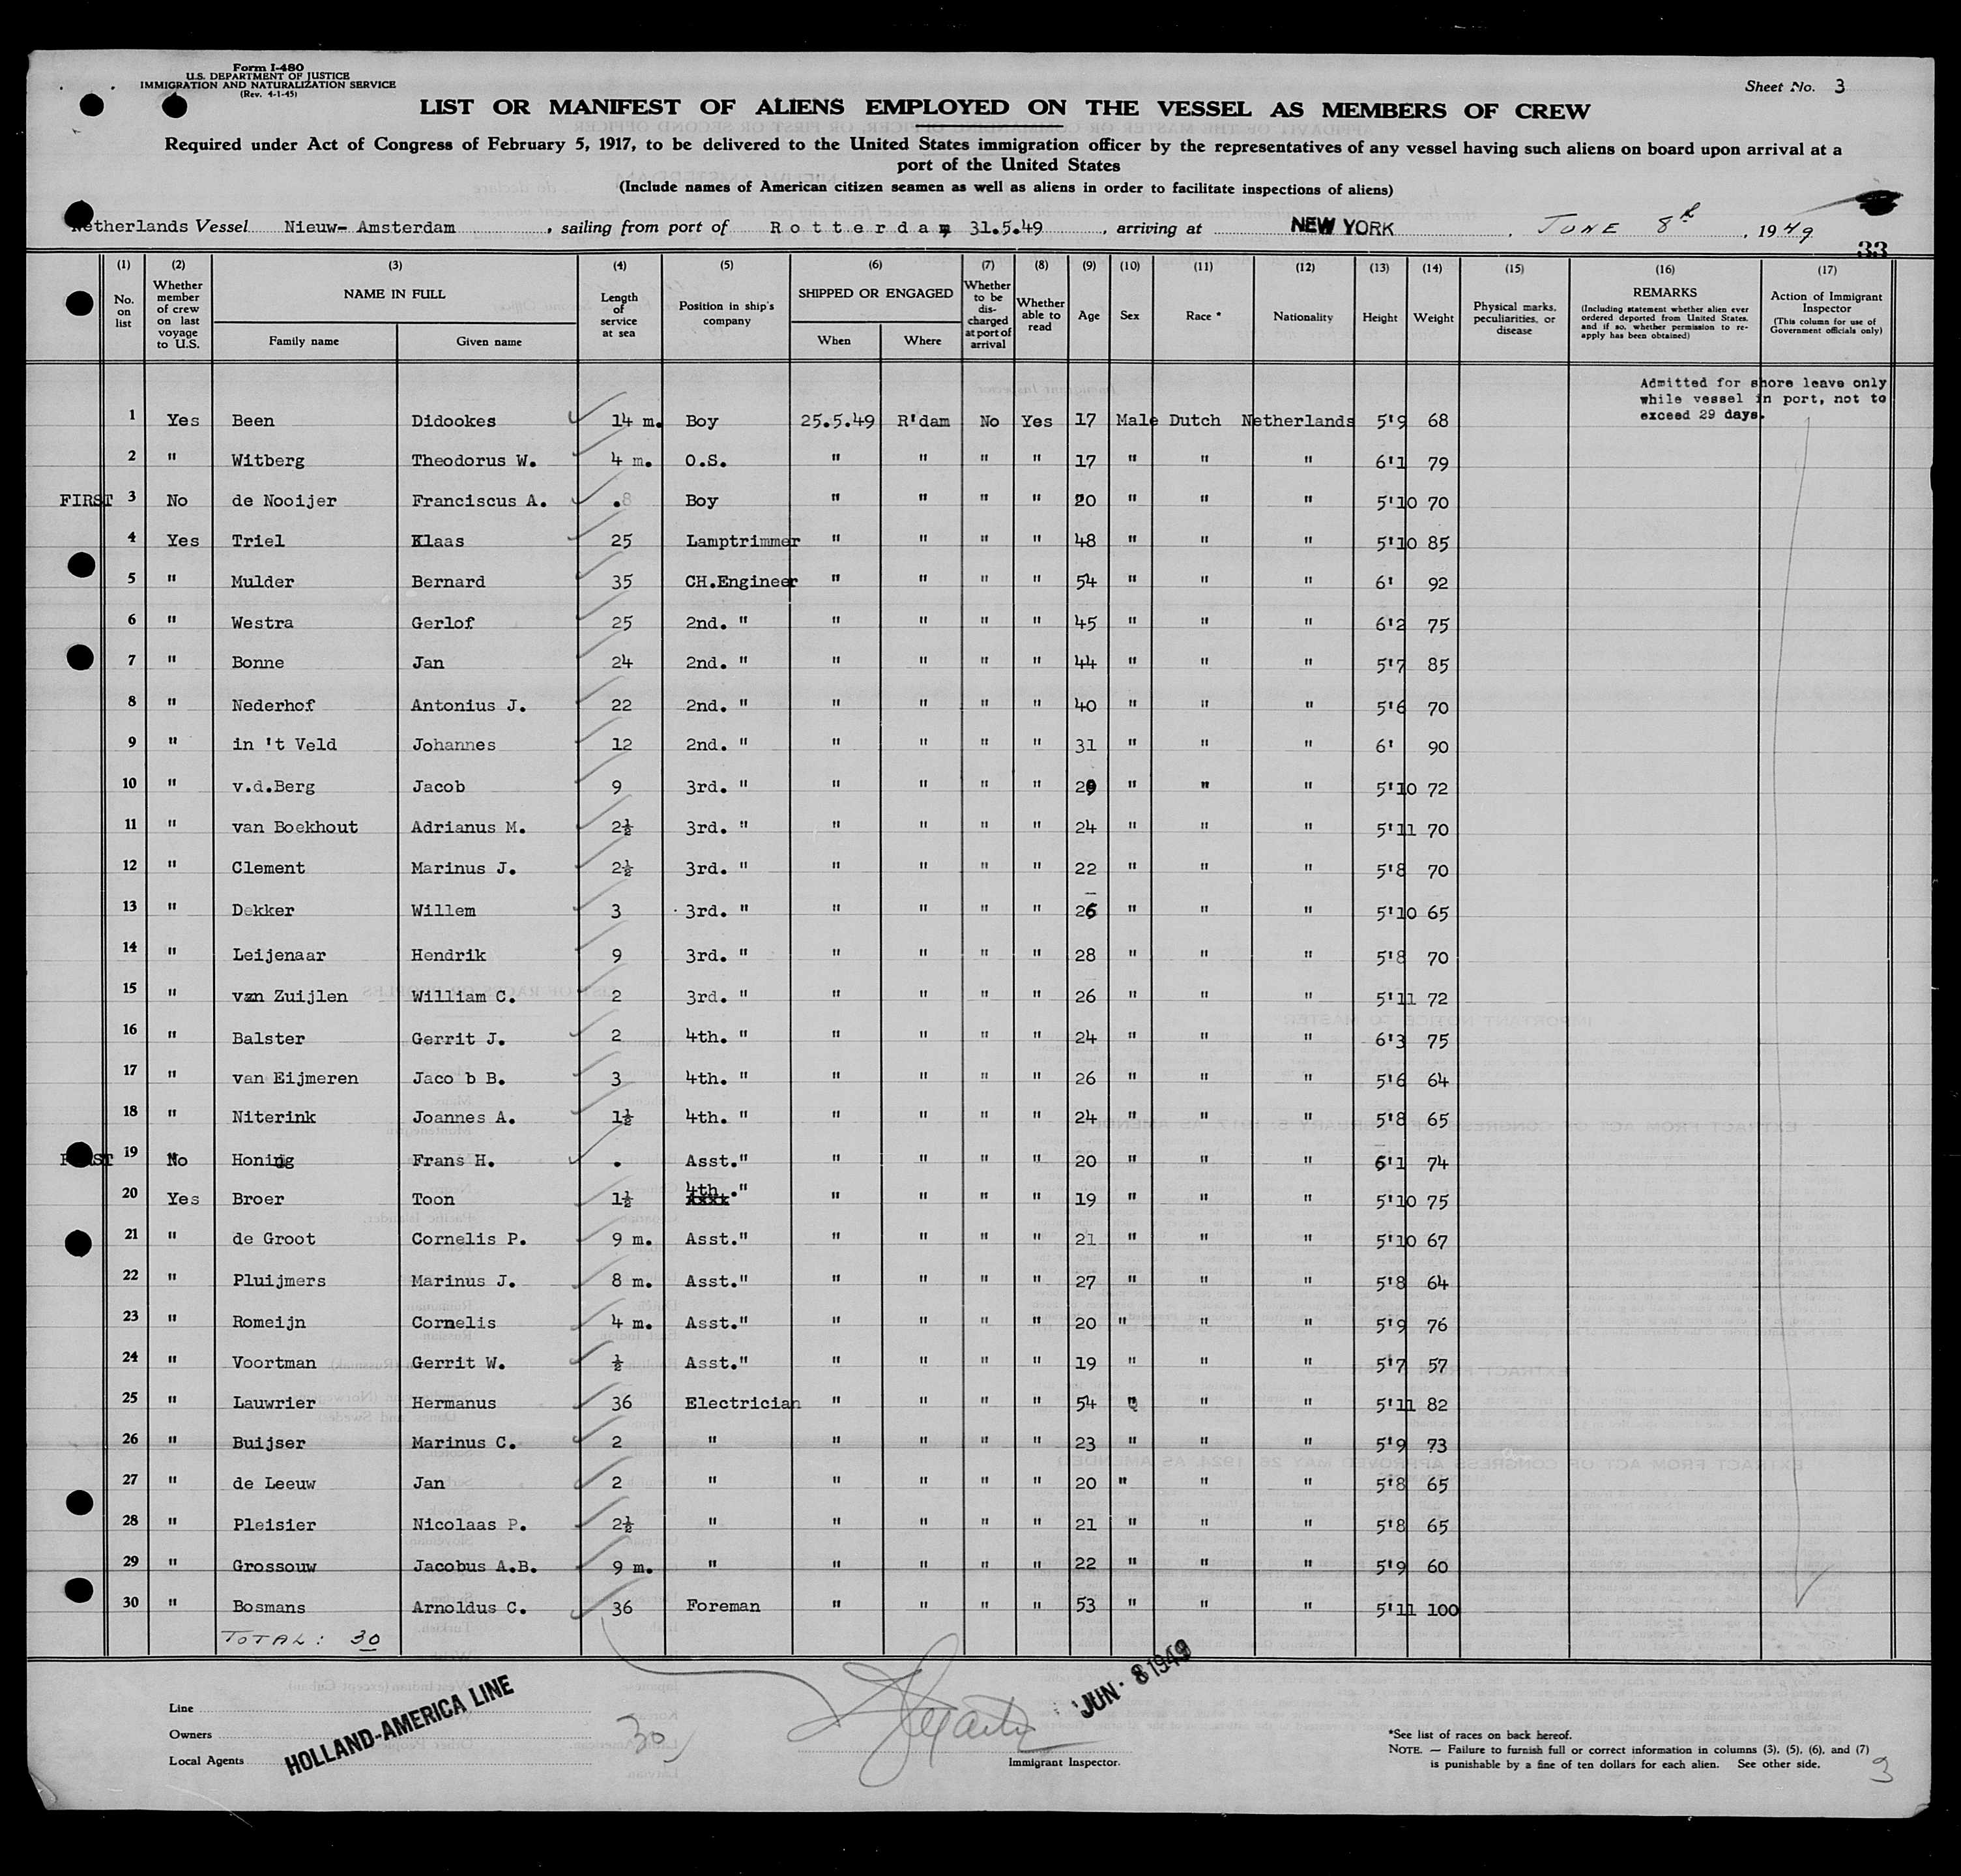 Form I-480
U.S. DEPARTMENT OF JUSTICE
IMMIGRATION AND NATURALIZATION SERVICE
(Rev. 4-1-45)
Sheet No. 3
LIST OR MANIFEST OF ALIENS EMPLOYED ON THE VESSEL AS MEMBERS OF CREW
Required under Act of Congress of February 5, 1917, to be delivered to the United States immigration officer by the representatives of any vessel having such aliens on board upon arrival at a
port of the United States
(Include names of American citizen seamen as well as aliens in order to facilitate inspections of aliens)
Netherlands Vessel Nieuw- Amsterdam, sailing from port of Rotterdam 31.5.49, arriving at NEW YORK, JUNE 8th, 1949
33
(1) No. on list (2) Whether member of crew on last voyage to U.S. (3) NAME IN FULL Family name Given name (4) Length of service at sea (5) Position in ship's company (6) SHIPPED OR ENGAGED When Where (7) Whether to be discharged at port of arrival (8) Whether able to read (9) Age (10) Sex (11) Race * (12) Nationality (13) Height (14) Weight (15) Physical marks, peculiarities, or disease (16) REMARKS (Including statement whether alien ever ordered deported from United States, and if so, whether permission to re-apply has been obtained) (17) Action of Immigrant Inspector (This column for use of Government officials only)
Admitted for shore leave only
while vessel in port, not to
exceed 29 days.
1 Yes Been Didookes 14 m. Boy 25.5.49 R'dam No Yes 17 Male Dutch Netherlands 5'9 68
2 " Witberg Theodorus W. 4 m. O.S. " " " " 17 " " " 6'1 79
FIRST 3 No de Nooijer Franciscus A. .8 Boy " " " " 20 " " " 5'10 70
4 Yes Triel Klaas 25 Lamptrimmer " " " " 48 " " " 5'10 85
5 " Mulder Bernard 35 CH.Engineer " " " " 54 " " " 6' 92
6 " Westra Gerlof 25 2nd. " " " " " 45 " " " 6'2 75
7 " Bonne Jan 24 2nd. " " " " " 44 " " " 5'7 85
8 " Nederhof Antonius J. 22 2nd. " " " " " 40 " " " 5'6 70
9 " in 't Veld Johannes 12 2nd. " " " " " 31 " " " 6' 90
10 " v.d.Berg Jacob 9 3rd. " " " " " 29 " " " 5'10 72
11 " van Boekhout Adrianus M. 2½ 3rd. " " " " " 24 " " " 5'11 70
12 " Clement Marinus J. 2½ 3rd. " " " " " 22 " " " 5'8 70
13 " Dekker Willem 3 3rd. " " " " " 26 " " " 5'10 65
14 " Leijenaar Hendrik 9 3rd. " " " " " 28 " " " 5'8 70
15 " van Zuijlen William C. 2 3rd. " " " " " 26 " " " 5'11 72
16 " Balster Gerrit J. 2 4th. " " " " " 24 " " " 6'3 75
17 " van Eijmeren Jaco b B. 3 4th. " " " " " 26 " " " 5'6 64
18 " Niterink Joannes A. 1½ 4th. " " " " " 24 " " " 5'8 65
FIRST 19 No Honing Frans H. . Asst." " " " " 20 " " " 6'1 74
20 Yes Broer Toon 1½ 4th." " " " " 19 " " " 5'10 75
21 " de Groot Cornelis P. 9 m. Asst." " " " " 21 " " " 5'10 67
22 " Pluijmers Marinus J. 8 m. Asst." " " " " 27 " " " 5'8 64
23 " Romeijn Cornelis 4 m. Asst." " " " " 20 " " " 5'9 76
24 " Voortman Gerrit W. ½ Asst." " " " " 19 " " " 5'7 57
25 " Lauwrier Hermanus 36 Electrician " " " " 54 " " " 5'11 82
26 " Buijser Marinus C. 2 " " " " " 23 " " " 5'9 73
27 " de Leeuw Jan 2 " " " " " 20 " " " 5'8 65
28 " Pleisier Nicolaas P. 2½ " " " " " 21 " " " 5'8 65
29 " Grossouw Jacobus A.B. 9 m. " " " " " 22 " " " 5'9 60
30 " Bosmans Arnoldus C. 36 Foreman " " " " 53 " " " 5'11 100
TOTAL: 30
Line
Owners
Local Agents
HOLLAND-AMERICA LINE
30
JUN 8 1949
Immigrant Inspector.
*See list of races on back hereof.
NOTE. — Failure to furnish full or correct information in columns (3), (5), (6), and (7)
is punishable by a fine of ten dollars for each alien. See other side.
3